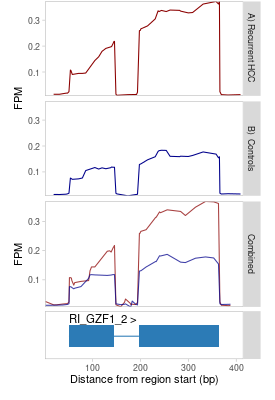 0.3
0.2
0.1
A) Recurrent HCC
FPM
0.3
0.2
0.1
B) Controls
0.3
0.2
0.1
FPM
Combined
RI_GZF1_2 >
100
200
300
400
Distance from region start (bp)